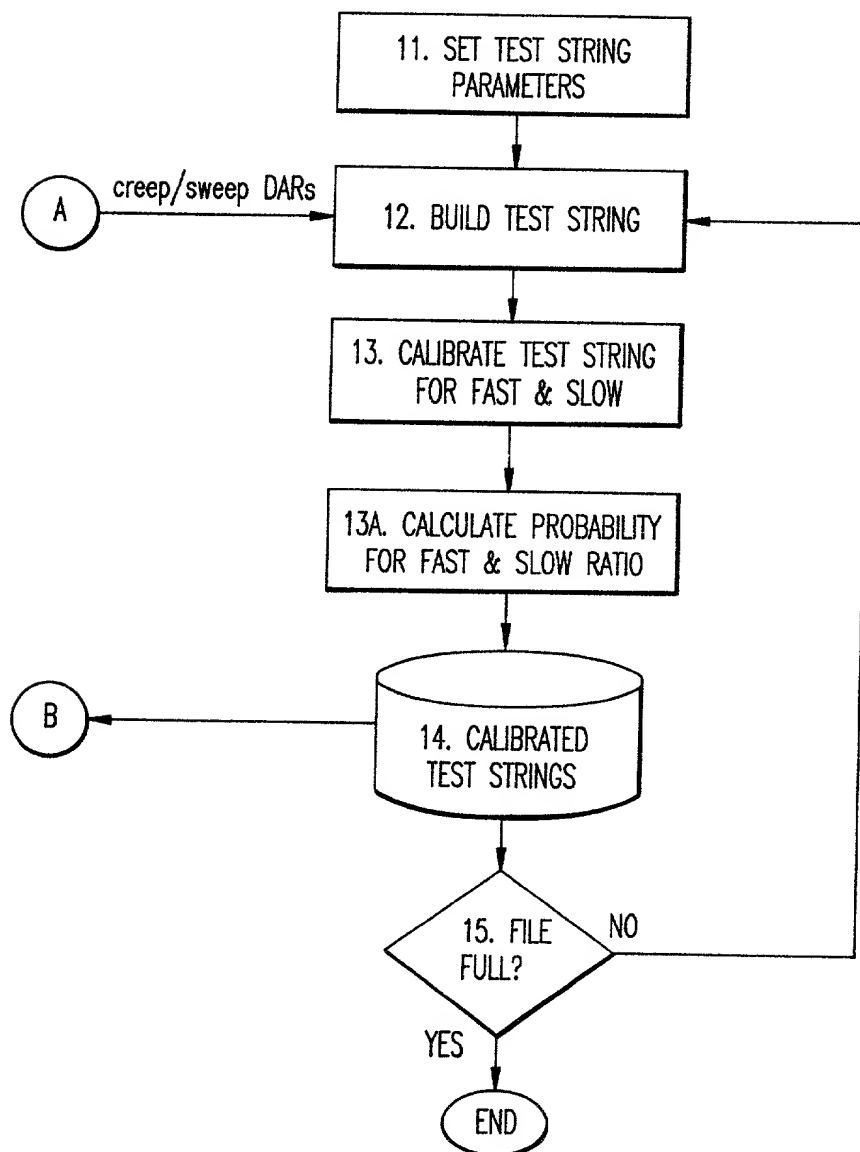 11. SET TEST STRING
PARAMETERS
A
creep/sweep DARs
12. BUILD TEST STRING
13. CALIBRATE TEST STRING
FOR FAST & SLOW
13A. CALCULATE PROBABILITY
FOR FAST & SLOW RATIO
B
14. CALIBRATED
TEST STRINGS
15. FILE
FULL?
NO
YES
END